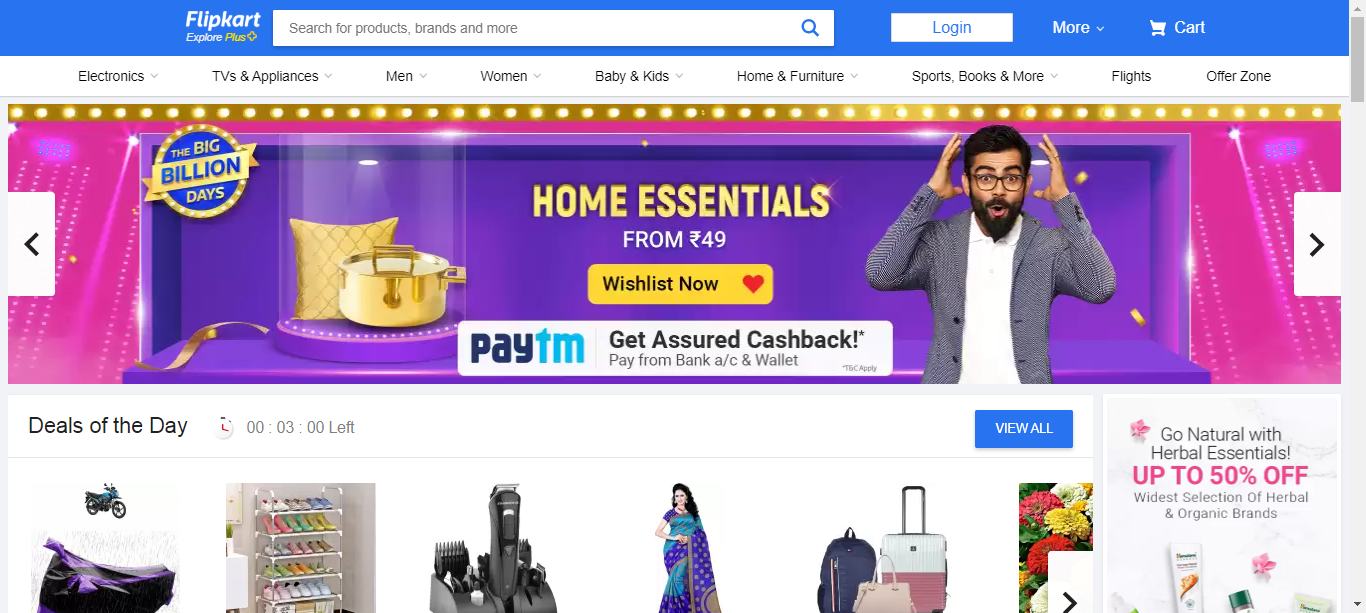 Flipkart
Explore Plus
Search for products, brands and more
Login
More
Cart
Electronics
TVs & Appliances
Men
Women
Baby & Kids
Home & Furniture
Sports, Books & More
Flights
Offer Zone
THE BIG
BILLION
DAYS
HOME ESSENTIALS
FROM ₹49
Wishlist Now
paytm
Get Assured Cashback!*
Pay from Bank a/c & Wallet
*T&C Apply
Deals of the Day
00 : 03 : 00 Left
VIEW ALL
Go Natural with
Herbal Essentials!
UP TO 50% OFF
Widest Selection Of Herbal
& Organic Brands